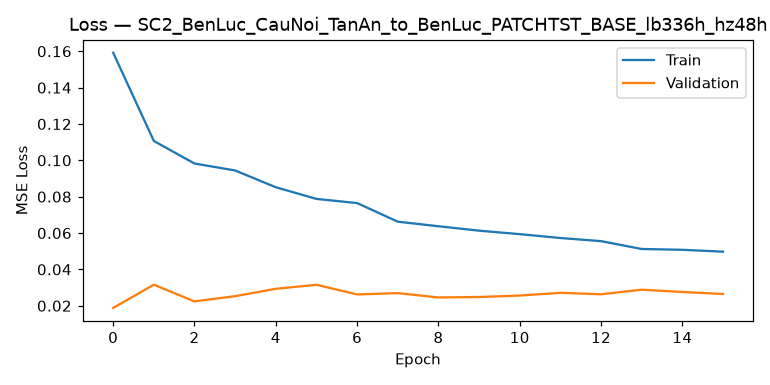 Loss — SC2_BenLuc_CauNoi_TanAn_to_BenLuc_PATCHTST_BASE_lb336h_hz48h
Train
Validation
MSE Loss
0.16
0.14
0.12
0.10
0.08
0.06
0.04
0.02
0 2 4 6 8 10 12 14
Epoch